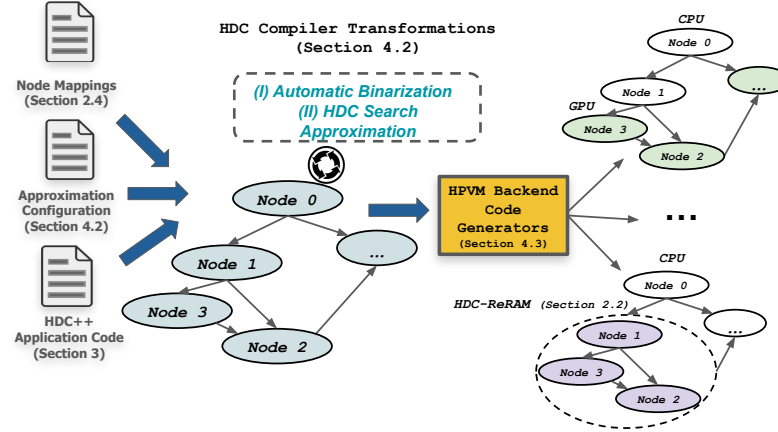 Node Mappings
(Section 2.4)
Approximation
Configuration
(Section 4.2)
HDC++
Application Code
(Section 3)
HDC Compiler Transformations
(Section 4.2)
(I) Automatic Binarization
(II) HDC Search
Approximation
Node 0
...
Node 1
Node 3
Node 2
HPVM Backend
Code
Generators
(Section 4.3)
CPU
Node 0
...
Node 1
GPU
Node 3
Node 2
...
CPU
Node 0
HDC-ReRAM (Section 2.2)
...
Node 1
Node 3
Node 2